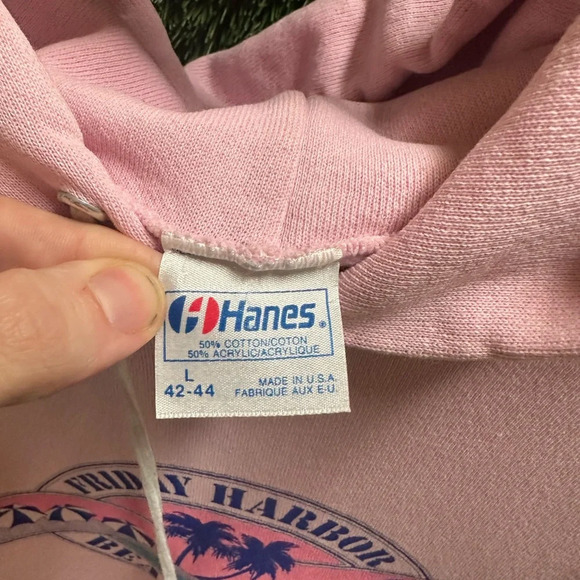 Hanes®
50% COTTON/COTON
50% ACRYLIC/ACRYLIQUE
L
42-44
MADE IN U.S.A.
FABRIQUE AUX E-U.
FRIDAY HARBOR